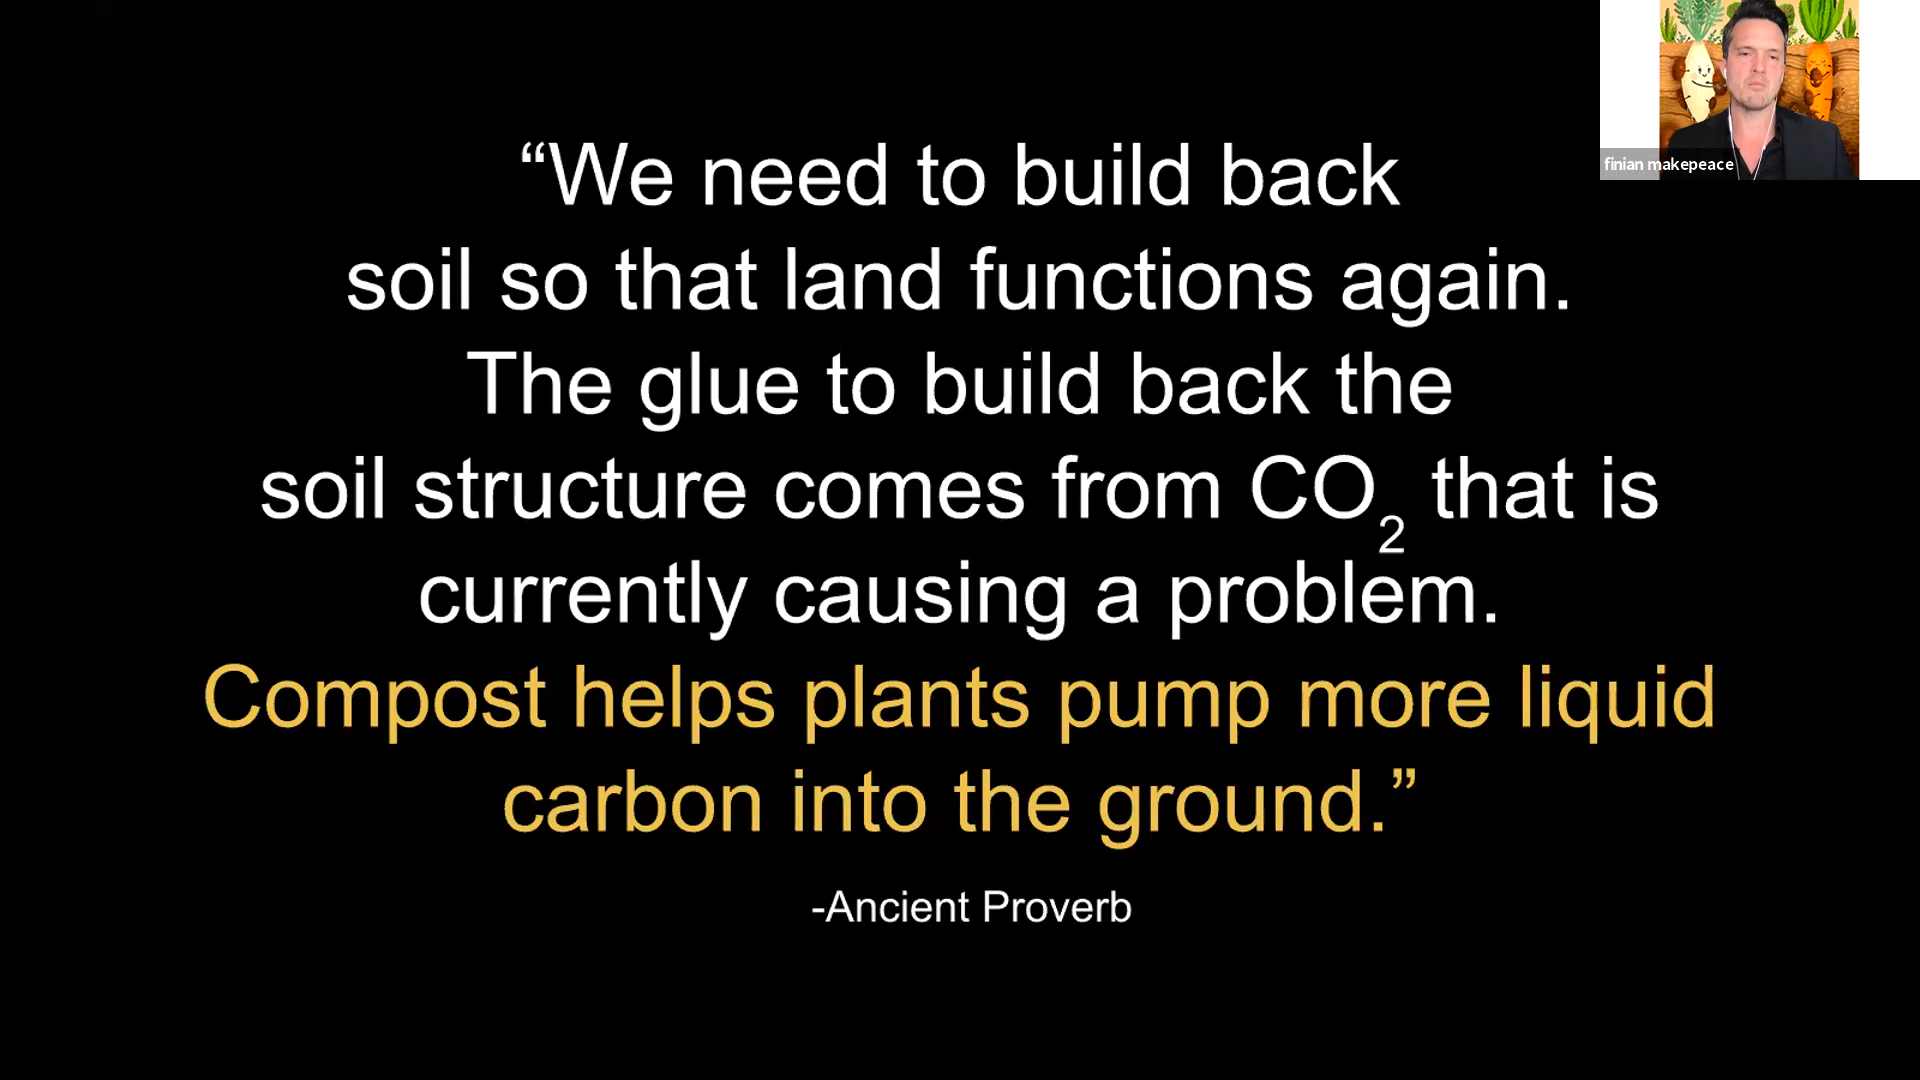 “We need to build back
soil so that land functions again.
The glue to build back the
soil structure comes from CO₂ that is
currently causing a problem.
Compost helps plants pump more liquid
carbon into the ground.”
-Ancient Proverb
finian makepeace